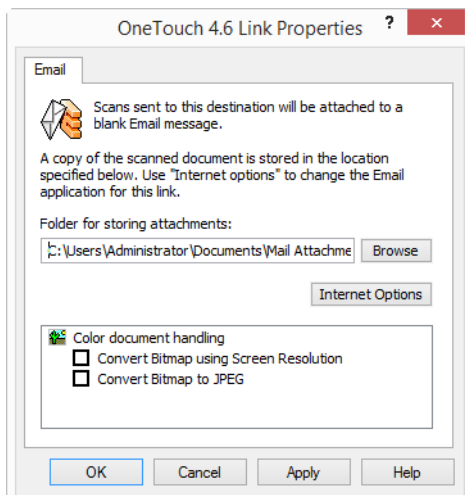 OneTouch 4.6 Link Properties ?
Email
Scans sent to this destination will be attached to a
blank Email message.
A copy of the scanned document is stored in the location
specified below. Use "Internet options" to change the Email
application for this link.
Folder for storing attachments:
C:\Users\Administrator\Documents\Mail Attachme Browse
Internet Options
Color document handling
Convert Bitmap using Screen Resolution
Convert Bitmap to JPEG
OK Cancel Apply Help